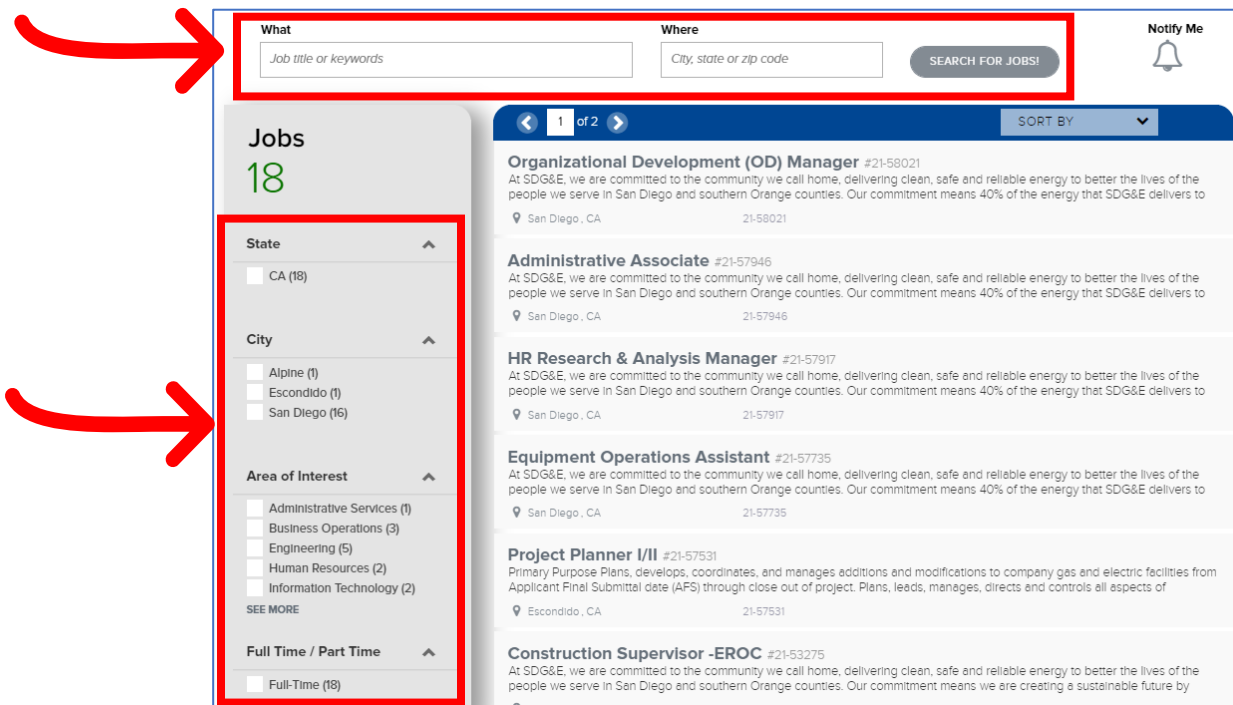 What
Where
Notify Me
Job title or keywords
City, state or zip code
SEARCH FOR JOBS!
Jobs
18
State
CA (18)
City
Alpine (1)
Escondido (1)
San Diego (16)
Area of Interest
Administrative Services (1)
Business Operations (3)
Engineering (5)
Human Resources (2)
Information Technology (2)
SEE MORE
Full Time / Part Time
Full-Time (18)
1 of 2
SORT BY
Organizational Development (OD) Manager #21-58021
At SDG&E, we are committed to the community we call home, delivering clean, safe and reliable energy to better the lives of the
people we serve in San Diego and southern Orange counties. Our commitment means 40% of the energy that SDG&E delivers to
San Diego , CA 21-58021
Administrative Associate #21-57946
At SDG&E, we are committed to the community we call home, delivering clean, safe and reliable energy to better the lives of the
people we serve in San Diego and southern Orange counties. Our commitment means 40% of the energy that SDG&E delivers to
San Diego , CA 21-57946
HR Research & Analysis Manager #21-57917
At SDG&E, we are committed to the community we call home, delivering clean, safe and reliable energy to better the lives of the
people we serve in San Diego and southern Orange counties. Our commitment means 40% of the energy that SDG&E delivers to
San Diego , CA 21-57917
Equipment Operations Assistant #21-57735
At SDG&E, we are committed to the community we call home, delivering clean, safe and reliable energy to better the lives of the
people we serve in San Diego and southern Orange counties. Our commitment means 40% of the energy that SDG&E delivers to
San Diego , CA 21-57735
Project Planner I/II #21-57531
Primary Purpose Plans, develops, coordinates, and manages additions and modifications to company gas and electric facilities from
Applicant Final Submittal date (AFS) through close out of project. Plans, leads, manages, directs and controls all aspects of
Escondido , CA 21-57531
Construction Supervisor -EROC #21-53275
At SDG&E, we are committed to the community we call home, delivering clean, safe and reliable energy to better the lives of the
people we serve in San Diego and southern Orange counties. Our commitment means we are creating a sustainable future by